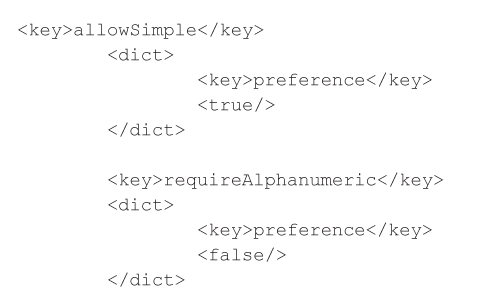 <key>allowSimple</key>
<dict>
<key>preference</key>
<true/>
</dict>
<key>requireAlphanumeric</key>
<dict>
<key>preference</key>
<false/>
</dict>